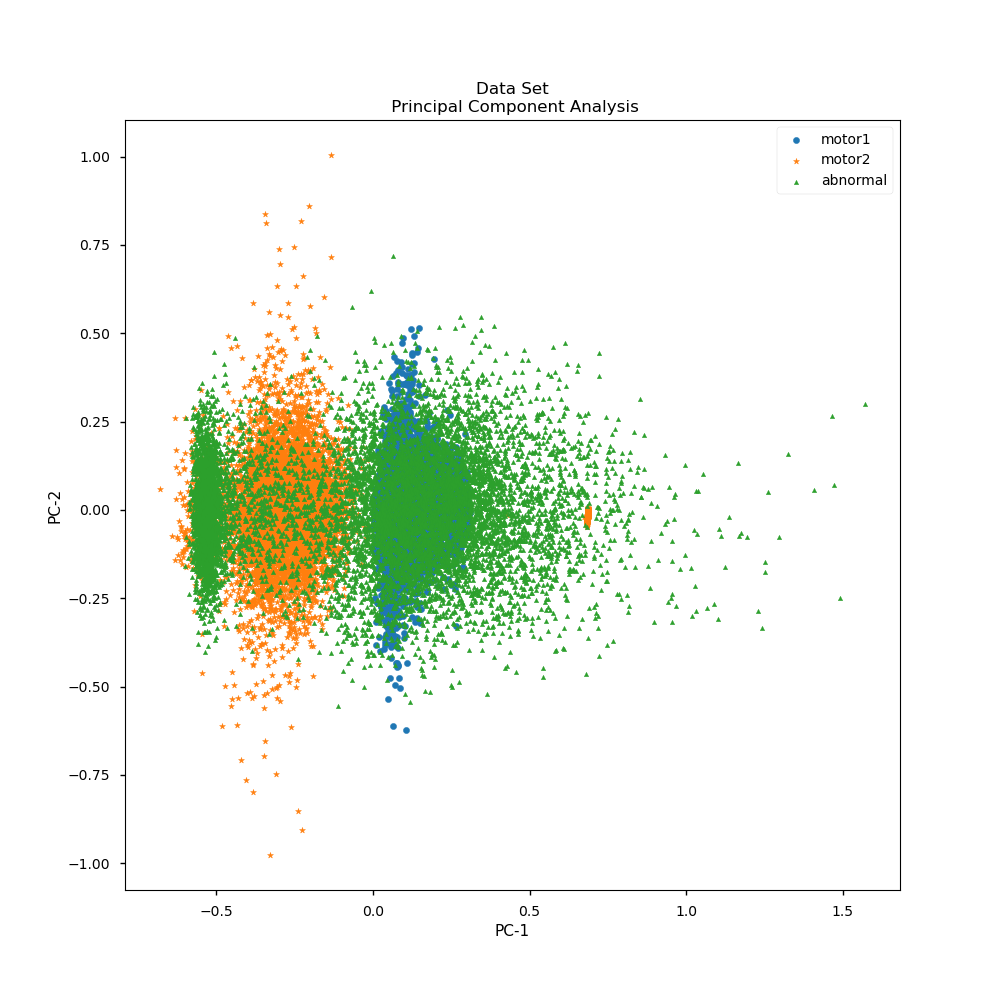 Data Set
Principal Component Analysis
motor1
motor2
abnormal
1.00
0.75
0.50
0.25
0.00
−0.25
−0.50
−0.75
−1.00
PC-2
−0.5
0.0
0.5
1.0
1.5
PC-1